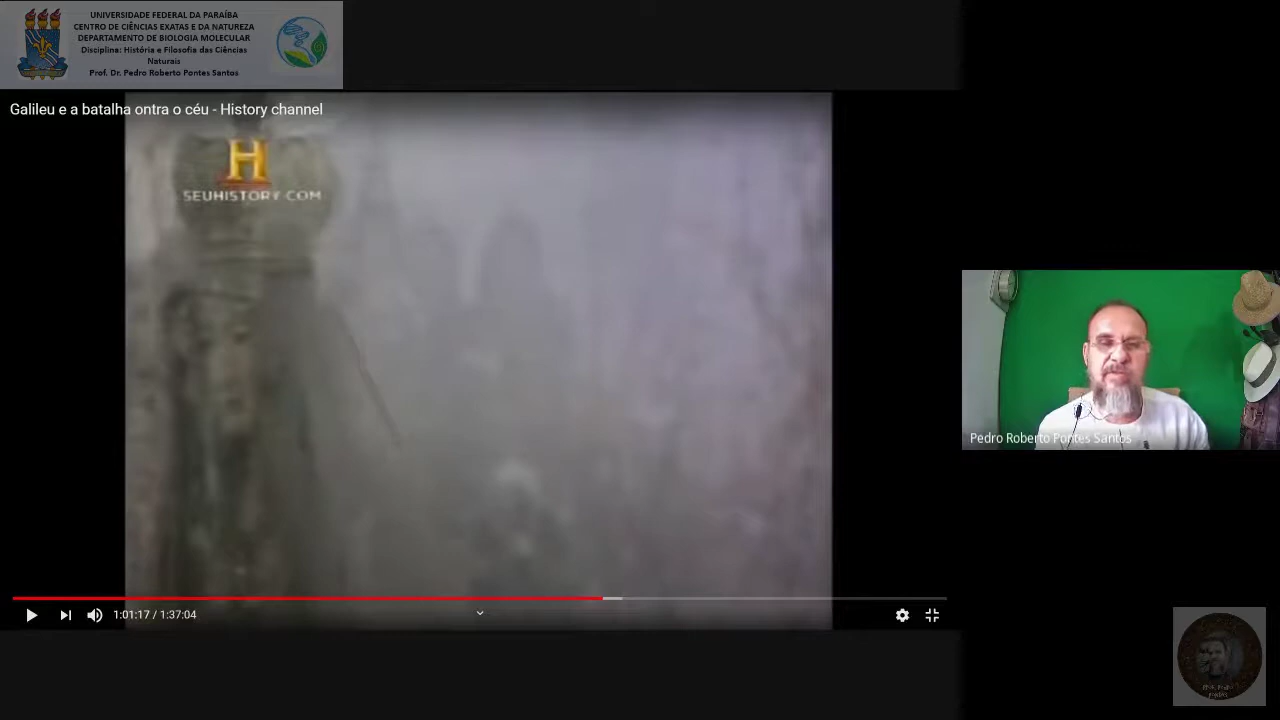 UNIVERSIDADE FEDERAL DA PARAÍBA
CENTRO DE CIÊNCIAS EXATAS E DA NATUREZA
DEPARTAMENTO DE BIOLOGIA MOLECULAR
Disciplina: História e Filosofia das Ciências
Naturais
Prof. Dr. Pedro Roberto Pontes Santos
Galileu e a batalha ontra o céu - History channel
H
SEUHISTORY.COM
Pedro Roberto Pontes Santos
1:01:17 / 1:37:04